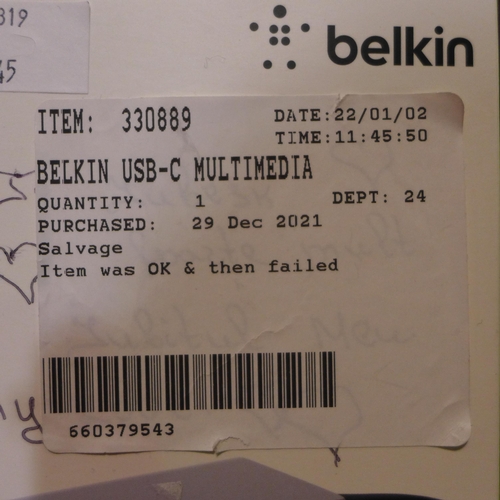 319
45
belkin
ITEM: 330889
DATE:22/01/02
TIME:11:45:50
BELKIN USB-C MULTIMEDIA
QUANTITY: 1 DEPT: 24
PURCHASED: 29 Dec 2021
Salvage
Item was OK & then failed
660379543